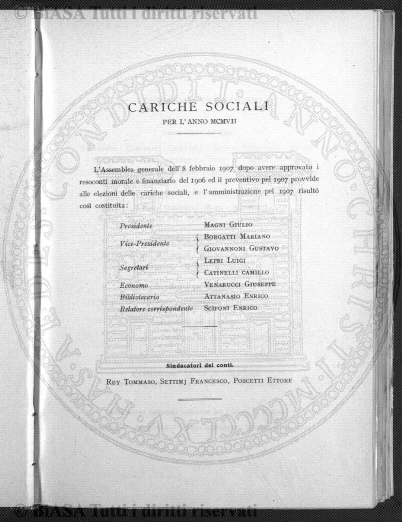 © BIASA Tutti i diritti riservati
CARICHE SOCIALI
PER L'ANNO MCMVII
L'Assemblea generale dell'8 febbraio 1907 dopo avere approvato i
resoconti morale e finanziario del 1906 ed il preventivo pel 1907 provvide
alle elezioni delle cariche sociali, e l'amministrazione pel 1907 risultò
così costituita:
Presidente MAGNI GIULIO
Vice-Presidente { BORGATTI MARIANO
GIOVANNONI GUSTAVO
Segretari { LEPRI LUIGI
CATINELLI CAMILLO
Economo VENARUCCI GIUSEPPE
Bibliotecario ATTANASIO ENRICO
Relatore corrispondente SCIFONI ENRICO
Sindacatori dei conti.
REY TOMMASO, SETTIMJ FRANCESCO, POSCETTI ETTORE
© BIASA Tutti i diritti riservati